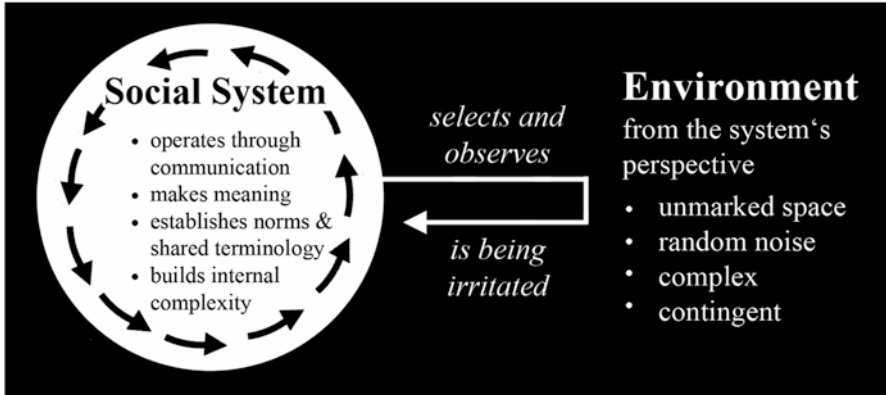 Social System
• operates through
communication
• makes meaning
• establishes norms &
shared terminology
• builds internal
complexity
selects and
observes
is being
irritated
Environment
from the system‘s
perspective
• unmarked space
• random noise
• complex
• contingent